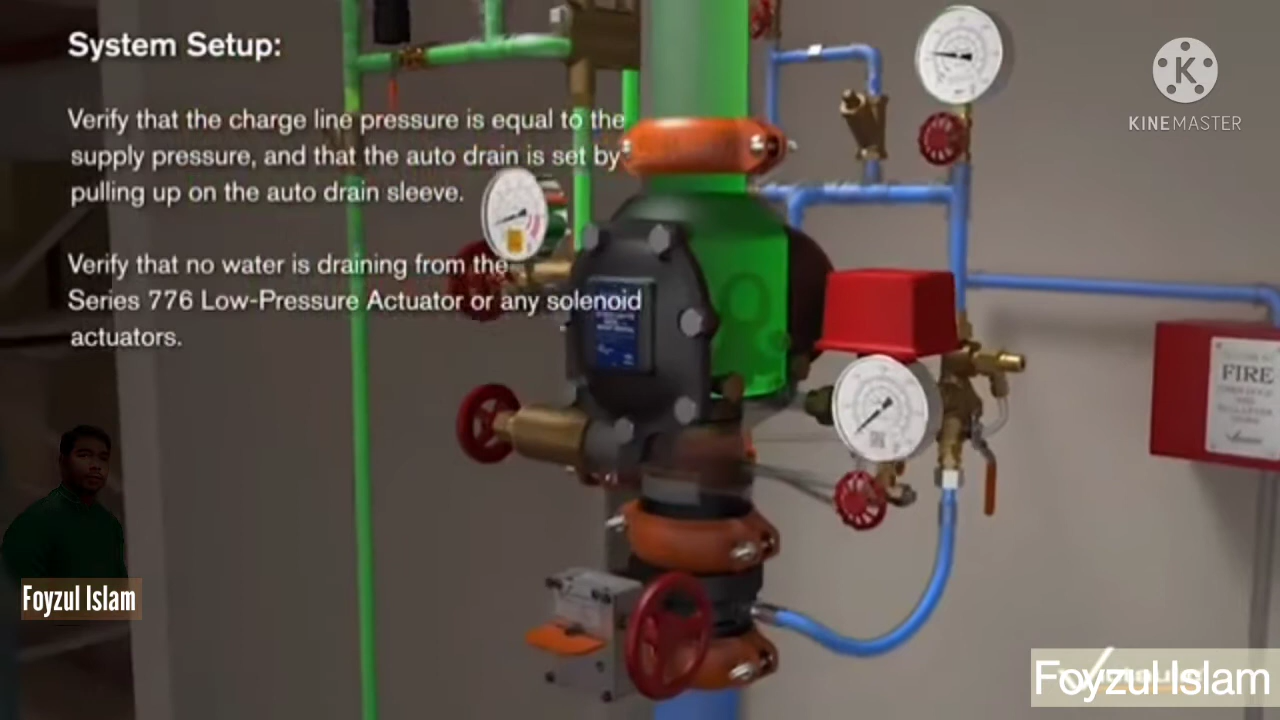 System Setup:
Verify that the charge line pressure is equal to the
supply pressure, and that the auto drain is set by
pulling up on the auto drain sleeve.
Verify that no water is draining from the
Series 776 Low-Pressure Actuator or any solenoid
actuators.
K
KINEMASTER
FIRE
Foyzul Islam
Foyzul Islam